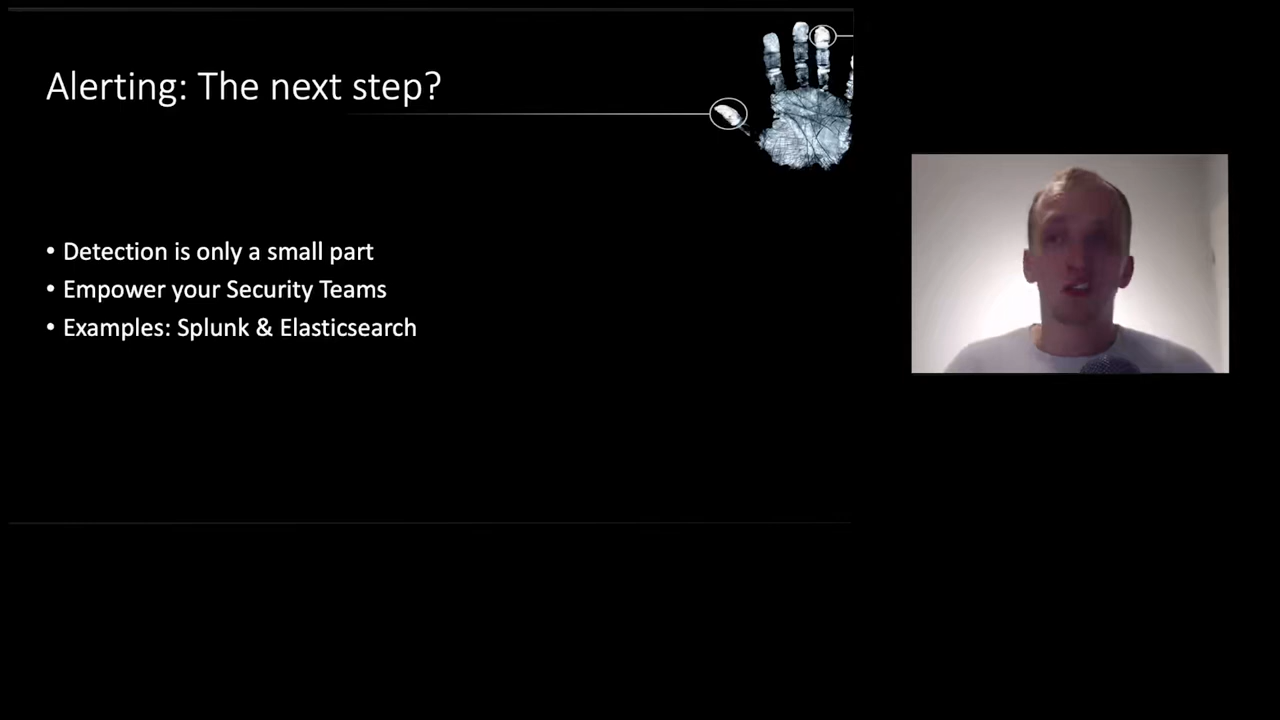 Alerting: The next step?
• Detection is only a small part
• Empower your Security Teams
• Examples: Splunk & Elasticsearch